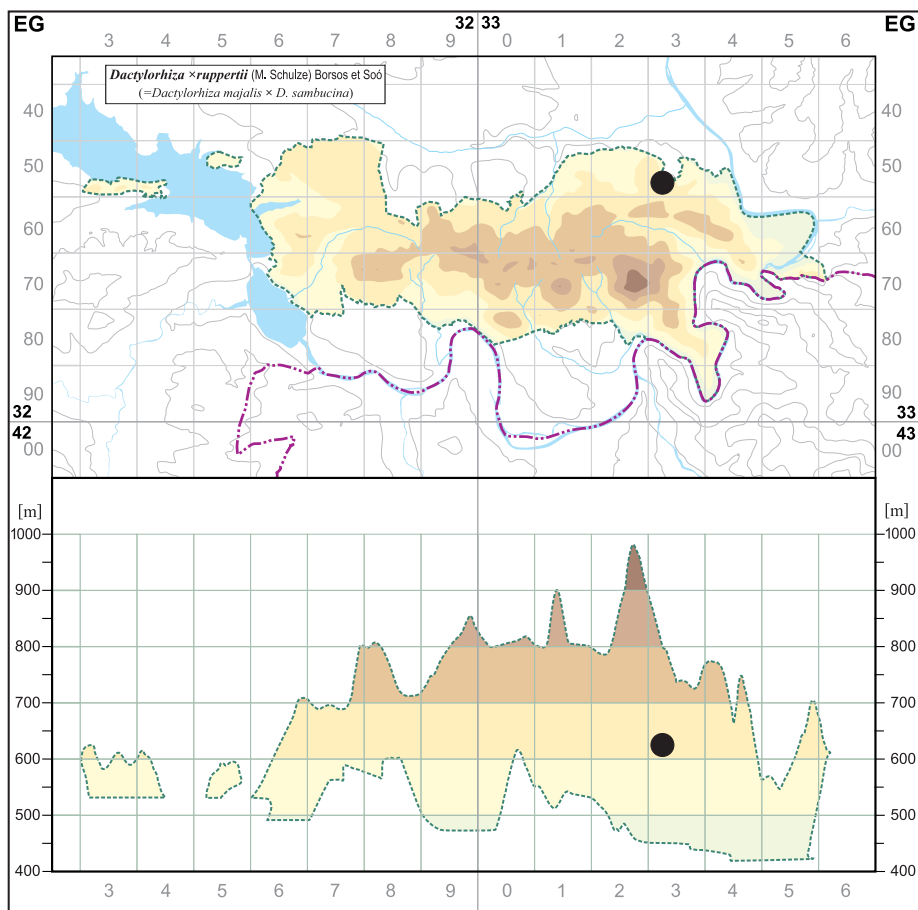 EG 32 33 EG
3 4 5 6 7 8 9 0 1 2 3 4 5 6
Dactylorhiza ×ruppertii (M. Schulze) Borsos et Soó
(=Dactylorhiza majalis × D. sambucina)
40 40
50 50
60 60
70 70
80 80
90 90
32 33
42 43
00 00
[m] [m]
1000 1000
900 900
800 800
700 700
600 600
500 500
400 400
3 4 5 6 7 8 9 0 1 2 3 4 5 6